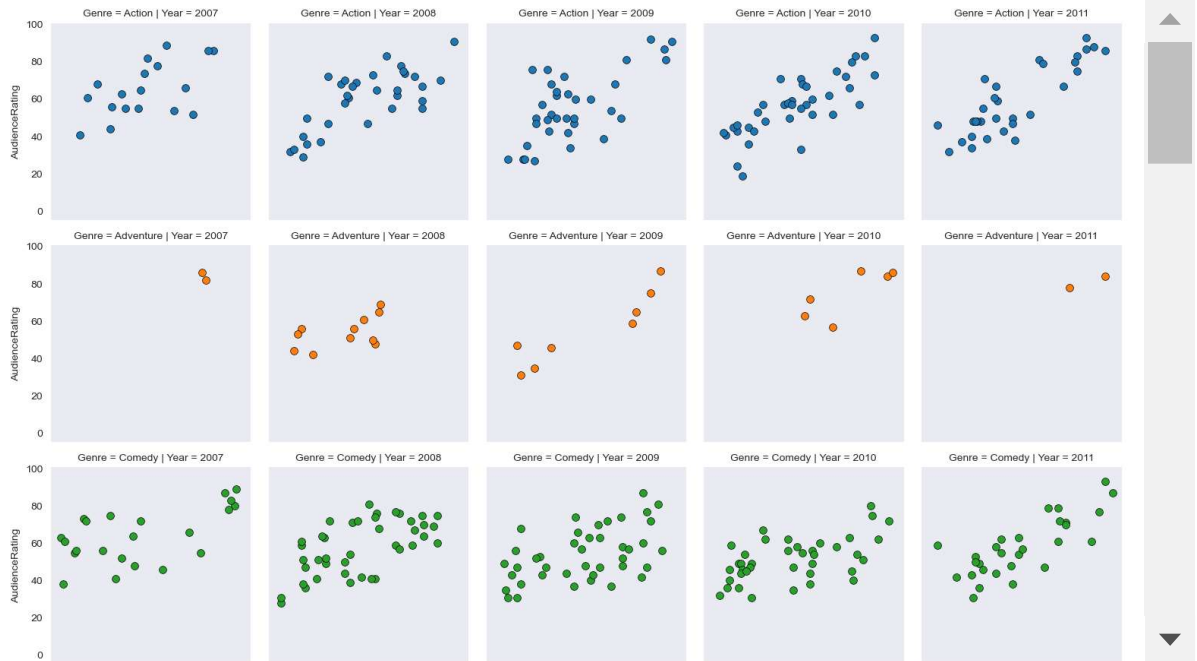 Genre = Action | Year = 2007
Genre = Action | Year = 2008
Genre = Action | Year = 2009
Genre = Action | Year = 2010
Genre = Action | Year = 2011
100
80
60
40
20
0
AudienceRating
Genre = Adventure | Year = 2007
Genre = Adventure | Year = 2008
Genre = Adventure | Year = 2009
Genre = Adventure | Year = 2010
Genre = Adventure | Year = 2011
100
80
60
40
20
0
AudienceRating
Genre = Comedy | Year = 2007
Genre = Comedy | Year = 2008
Genre = Comedy | Year = 2009
Genre = Comedy | Year = 2010
Genre = Comedy | Year = 2011
100
80
60
40
20
0
AudienceRating